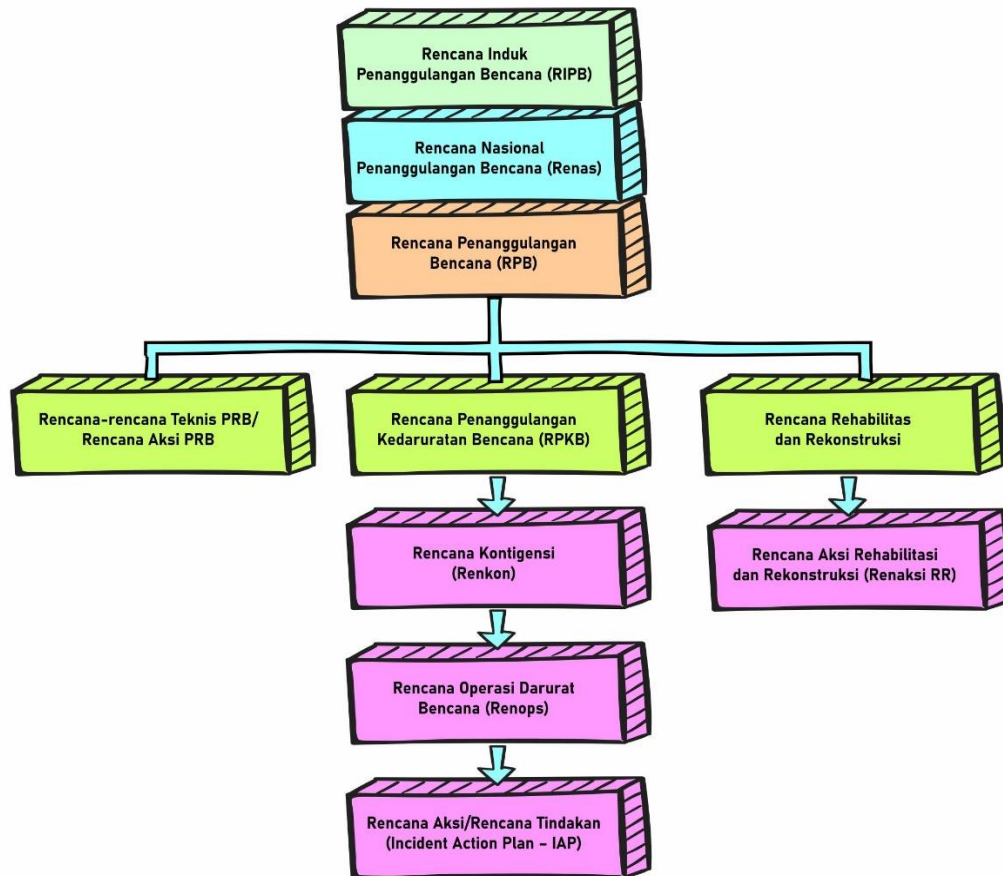 Rencana Induk
Penanggulangan Bencana (RIPB)
Rencana Nasional
Penanggulangan Bencana (Renas)
Rencana Penanggulangan
Bencana (RPB)
Rencana-rencana Teknis PRB/
Rencana Aksi PRB
Rencana Penanggulangan
Kedaruratan Bencana (RPKB)
Rencana Rehabilitas
dan Rekonstruksi
Rencana Kontigensi
(Renkon)
Rencana Aksi Rehabilitasi
dan Rekonstruksi (Renaksi RR)
Rencana Operasi Darurat
Bencana (Renops)
Rencana Aksi/Rencana Tindakan
(Incident Action Plan – IAP)